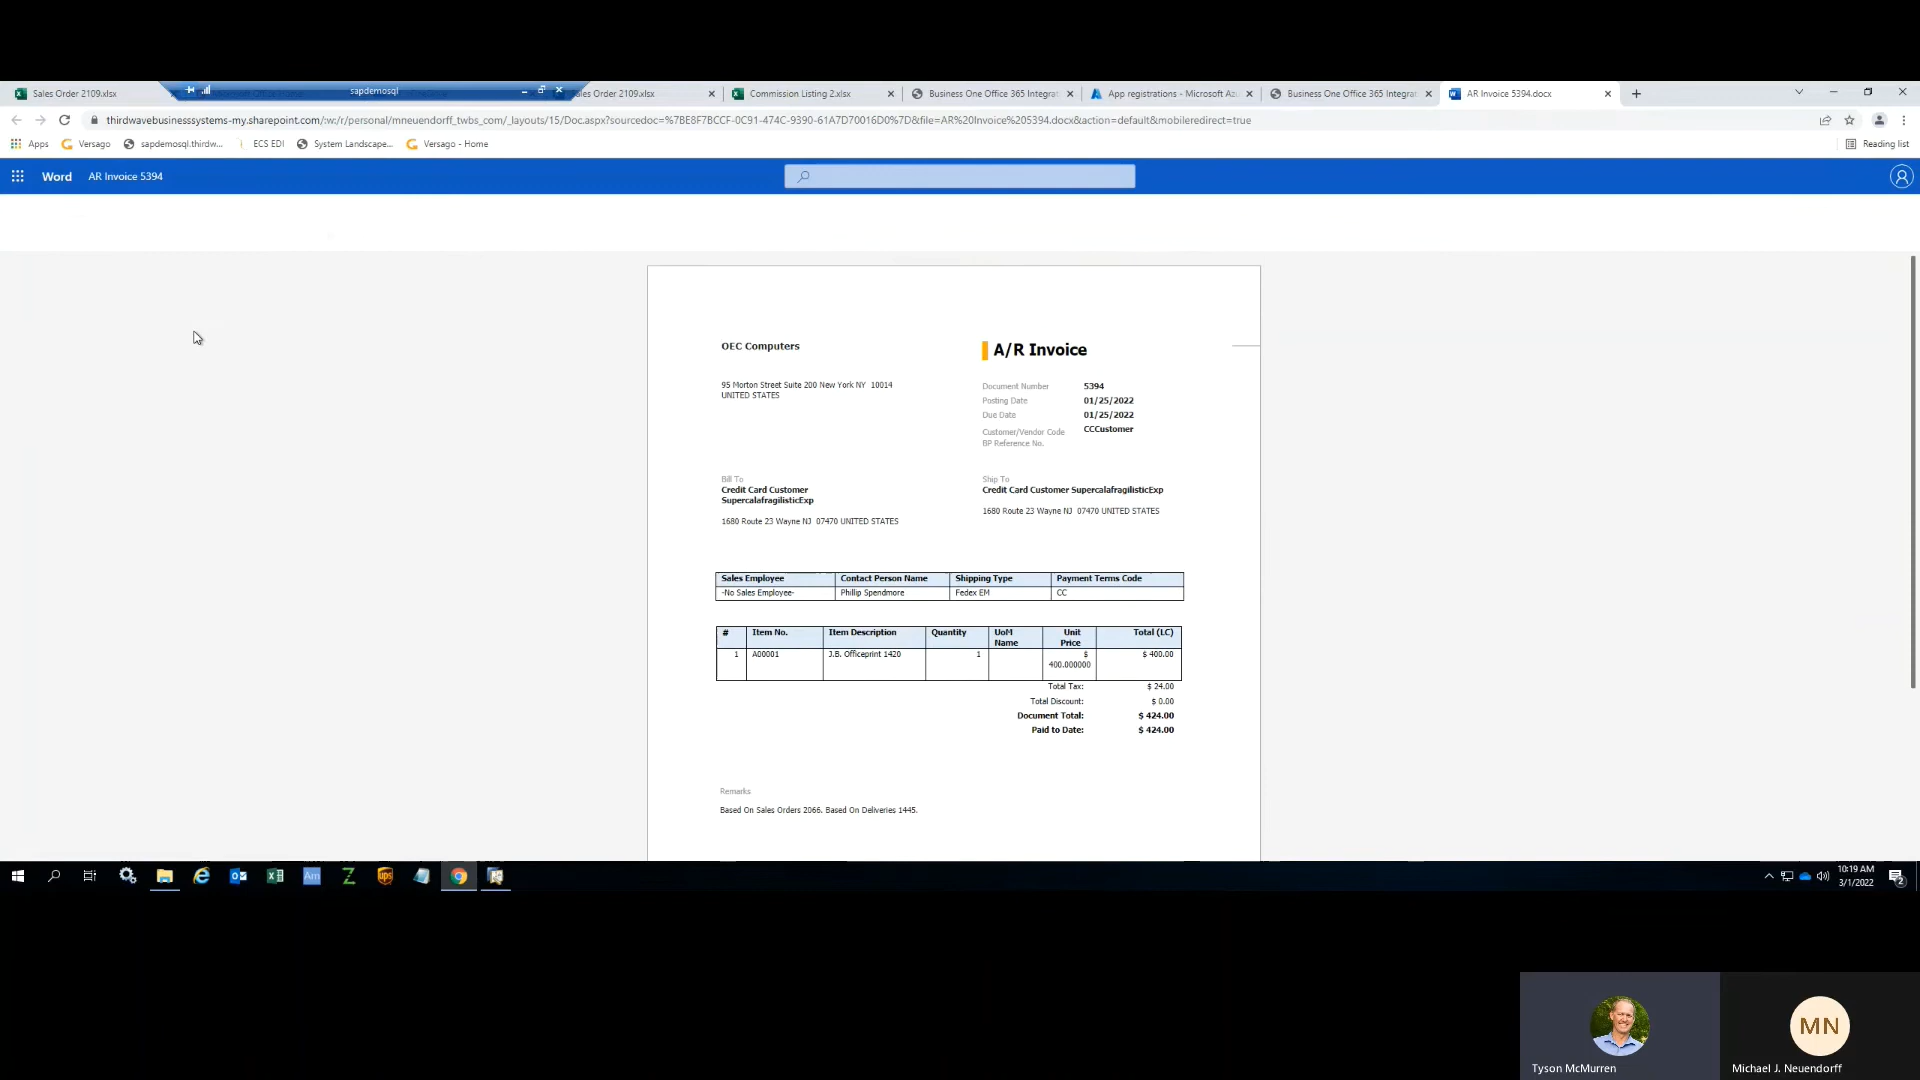 Sales Order 2109.xlsx
sapdemosql
ales Order 2109.xlsx
Commission Listing 2.xlsx
Business One Office 365 Integrat
App registrations - Microsoft Azu
Business One Office 365 Integrat
AR Invoice 5394.docx
thirdwavebusinesssystems-my.sharepoint.com/:w:/r/personal/mneuendorff_twbs_com/_layouts/15/Doc.aspx?sourcedoc=%7BE8F7BCCF-0C91-474C-9390-61A7D70016D0%7D&file=AR%20Invoice%205394.docx&action=default&mobileredirect=true
Apps
Versago
sapdemosql.thirdw...
ECS EDI
System Landscape...
Versago - Home
Reading list
Word
AR Invoice 5394
OEC Computers
A/R Invoice
95 Morton Street Suite 200 New York NY 10014
UNITED STATES
Document Number 5394
Posting Date 01/25/2022
Due Date 01/25/2022
Customer/Vendor Code CCCustomer
BP Reference No.
Bill To
Credit Card Customer
SupercalafragilisticExp
1680 Route 23 Wayne NJ 07470 UNITED STATES
Ship To
Credit Card Customer SupercalafragilisticExp
1680 Route 23 Wayne NJ 07470 UNITED STATES
Sales Employee Contact Person Name Shipping Type Payment Terms Code
-No Sales Employee- Phillip Spendmore Fedex EM CC
# Item No. Item Description Quantity UoM Name Unit Price Total (LC)
1 A00001 J.B. Officeprint 1420 1 $ 400.000000 $ 400.00
Total Tax: $ 24.00
Total Discount: $ 0.00
Document Total: $ 424.00
Paid to Date: $ 424.00
Remarks
Based On Sales Orders 2066. Based On Deliveries 1445.
Am
Z
ups
10:19 AM
3/1/2022
2
MN
Tyson McMurren
Michael J. Neuendorff